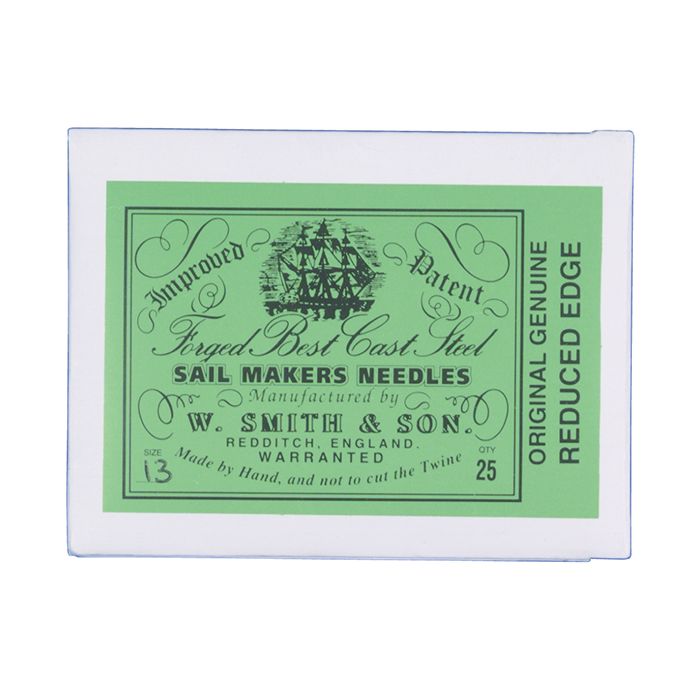 Improved Patent
Forged Best Cast Steel
SAIL MAKERS NEEDLES
Manufactured by
W. SMITH & SON.
REDDITCH, ENGLAND.
WARRANTED
Made by Hand, and not to cut the Twine
SIZE
13
QTY
25
ORIGINAL GENUINE
REDUCED EDGE